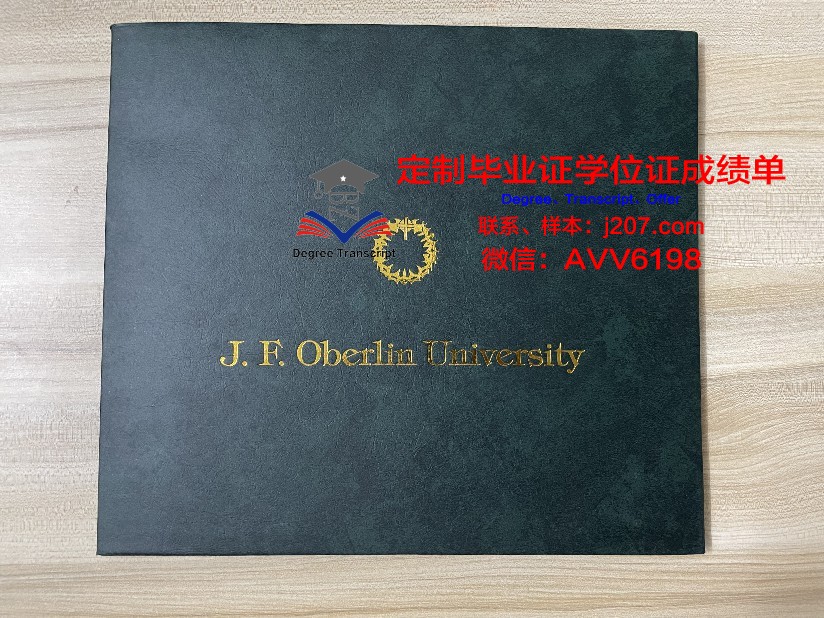 定制毕业证学位证成绩单
Degree、Transcript、Offer
联系、样本：j207.com
微信：AVV6198
Degree Transcript
J. F. Oberlin University